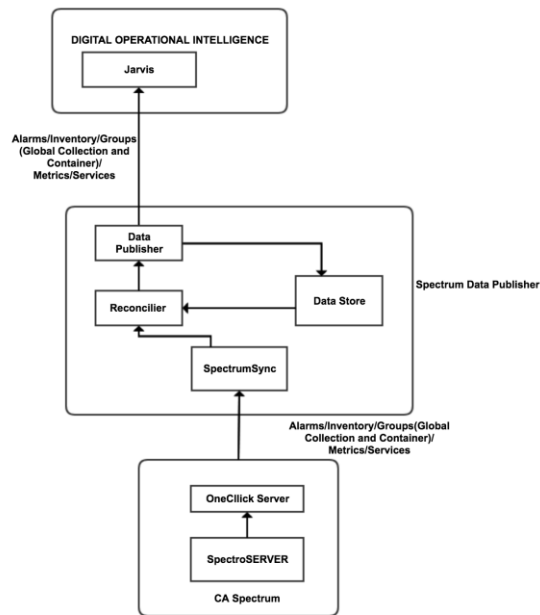 DIGITAL OPERATIONAL INTELLIGENCE
Jarvis
Alarms/Inventory/Groups
(Global Collection and
Container)/
Metrics/Services
Data
Publisher
Spectrum Data Publisher
Reconcilier
Data Store
SpectrumSync
Alarms/Inventory/Groups(Global
Collection and Container)/
Metrics/Services
OneCllick Server
SpectroSERVER
CA Spectrum